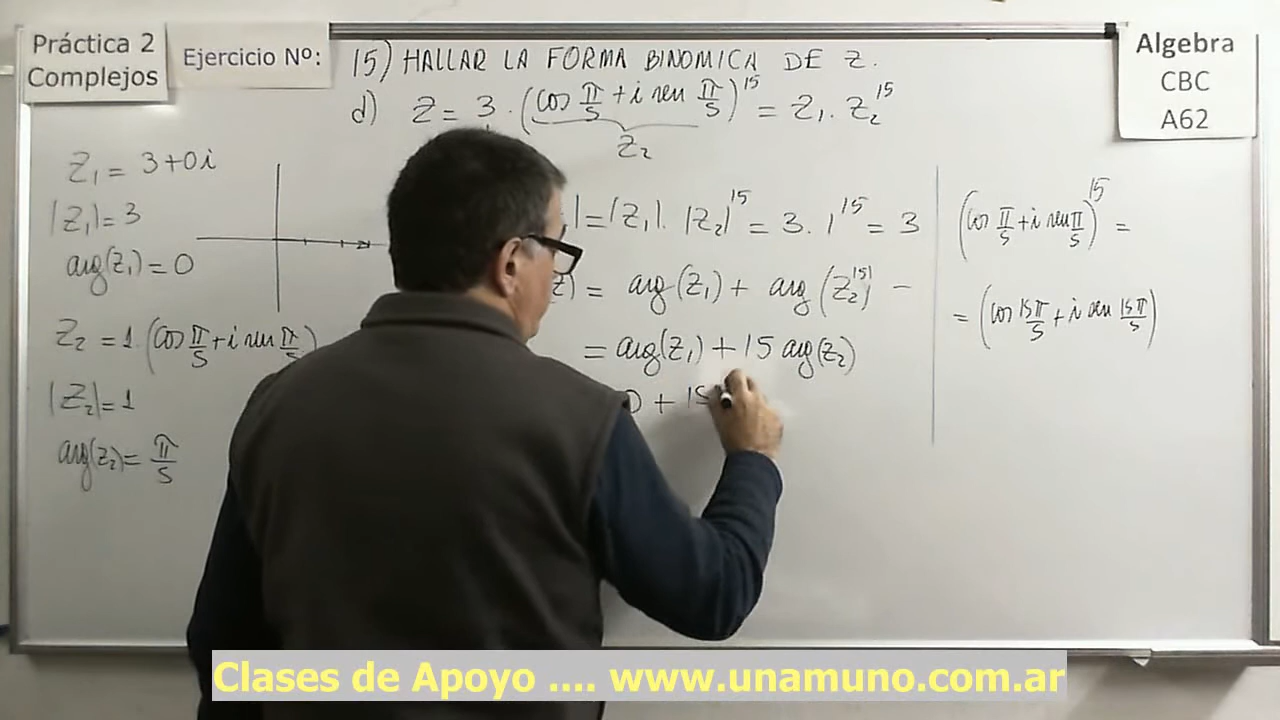 Práctica 2
Complejos
Ejercicio Nº:
15) HALLAR LA FORMA BINOMICA DE Z.
d) Z = 3 . (cos π/5 + i sen π/5)^15 = Z₁ . Z₂^15
Z₂
Algebra
CBC
A62
Z₁ = 3+0i
|Z₁| = 3
arg(Z₁) = 0
Z₂ = 1. (cos π/5 + i sen π/5)
|Z₂| = 1
arg(Z₂) = π/5
| = |Z₁| . |Z₂|^15 = 3 . 1^15 = 3
z) = arg(Z₁) + arg(Z₂^15) -
= arg(Z₁) + 15 arg(Z₂)
0 + 15
(cos π/5 + i sen π/5)^15 =
= (cos 15π/5 + i sen 15π/5)
Clases de Apoyo .... www.unamuno.com.ar